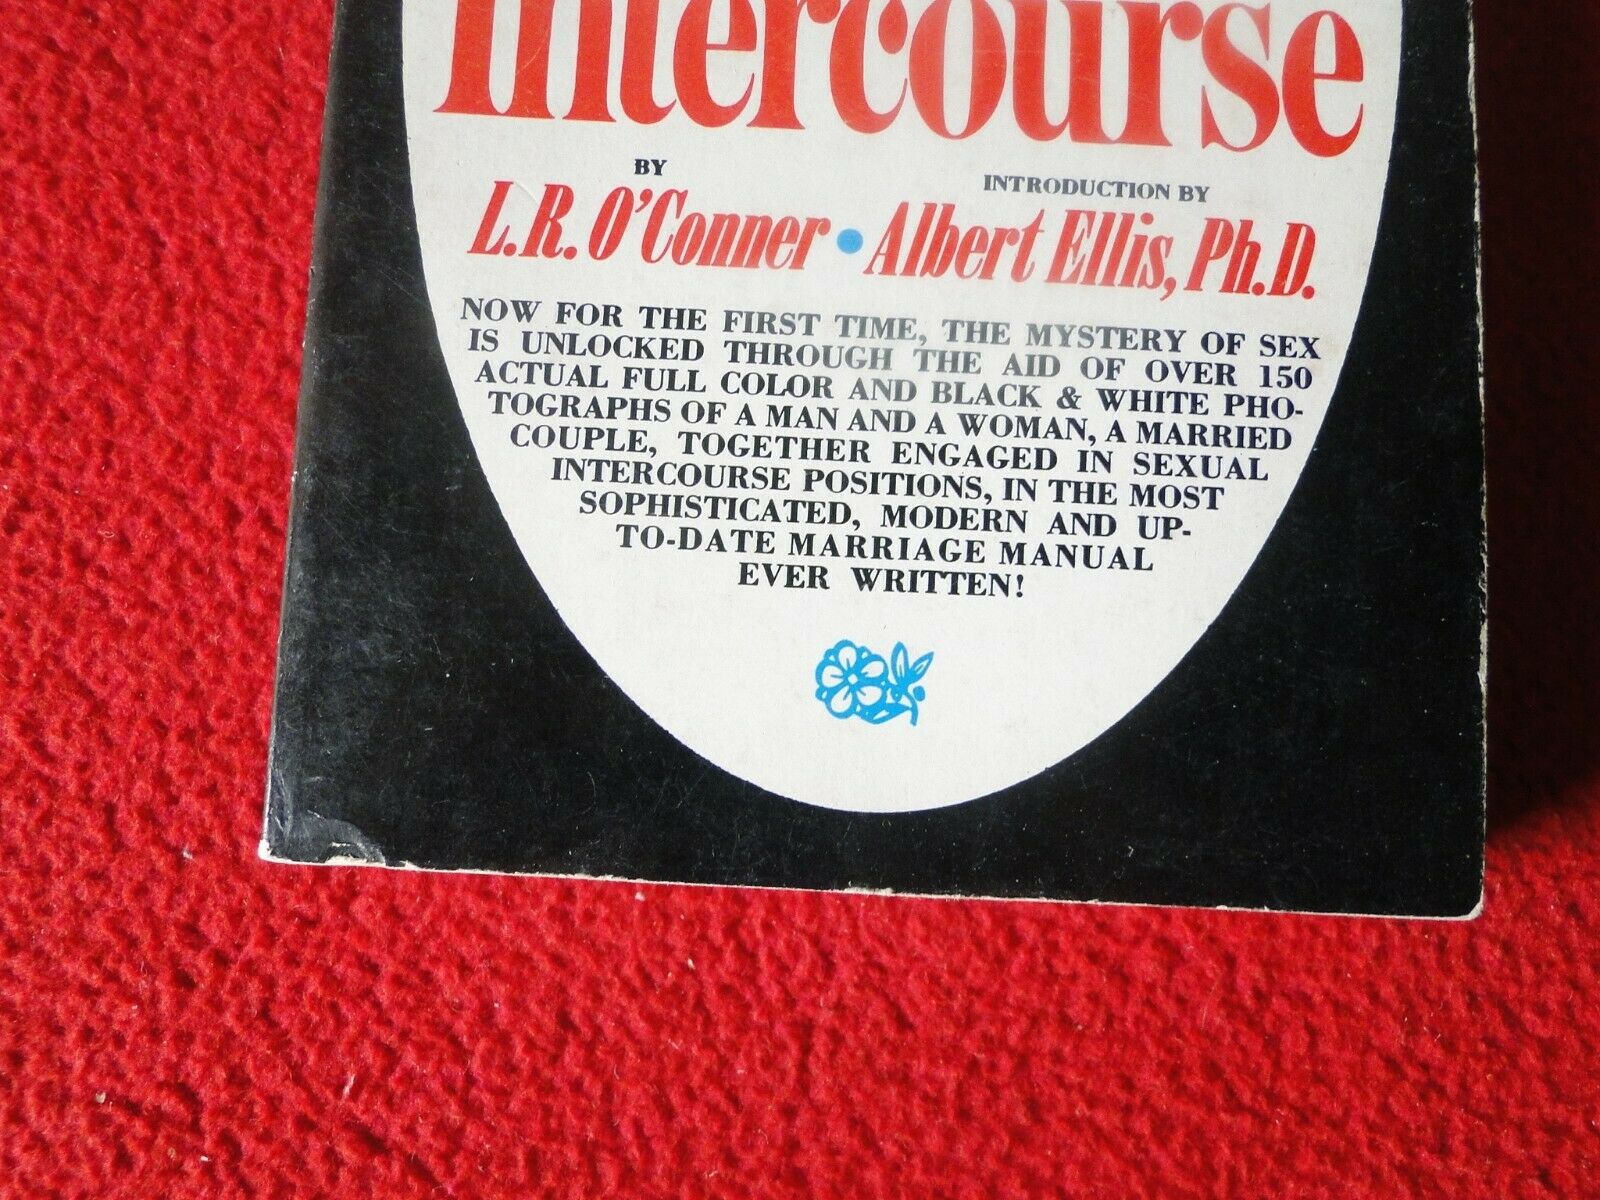 Intercourse
BY
INTRODUCTION BY
L.R. O'Conner • Albert Ellis, Ph.D.
NOW FOR THE FIRST TIME, THE MYSTERY OF SEX
IS UNLOCKED THROUGH THE AID OF OVER 150
ACTUAL FULL COLOR AND BLACK & WHITE PHO-
TOGRAPHS OF A MAN AND A WOMAN, A MARRIED
COUPLE, TOGETHER ENGAGED IN SEXUAL
INTERCOURSE POSITIONS, IN THE MOST
SOPHISTICATED, MODERN AND UP-
TO-DATE MARRIAGE MANUAL
EVER WRITTEN!